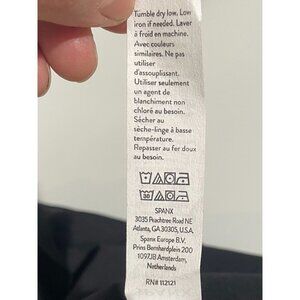 Tumble dry low. Low
iron if needed. Laver
à froid en machine.
Avec couleurs
similaires. Ne pas
utiliser
d'assouplissant.
Utiliser seulement
un agent de
blanchiment non
chloré au besoin.
Sécher au
sèche-linge à basse
température.
Repasser au fer doux
au besoin.
30
SPANX
3035 Peachtree Road NE
Atlanta, GA 30305, U.S.A.
Spanx Europe B.V.
Prins Bernhardplein 200
1097JB Amsterdam,
Netherlands
RN# 112121